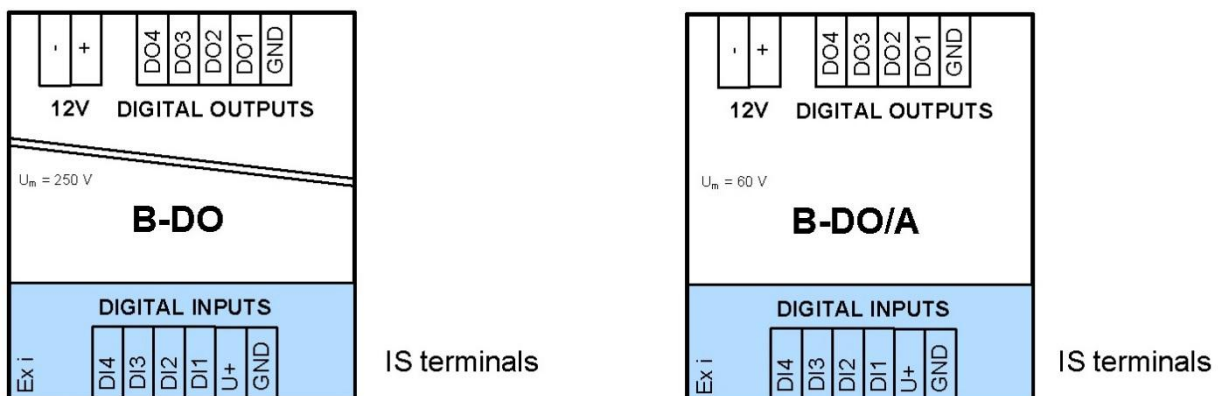 - + DO4 DO3 DO2 DO1 GND
12V DIGITAL OUTPUTS
Um = 250 V
B-DO
DIGITAL INPUTS
Ex i DI4 DI3 DI2 DI1 U+ GND
IS terminals
- + DO4 DO3 DO2 DO1 GND
12V DIGITAL OUTPUTS
Um = 60 V
B-DO/A
DIGITAL INPUTS
Ex i DI4 DI3 DI2 DI1 U+ GND
IS terminals